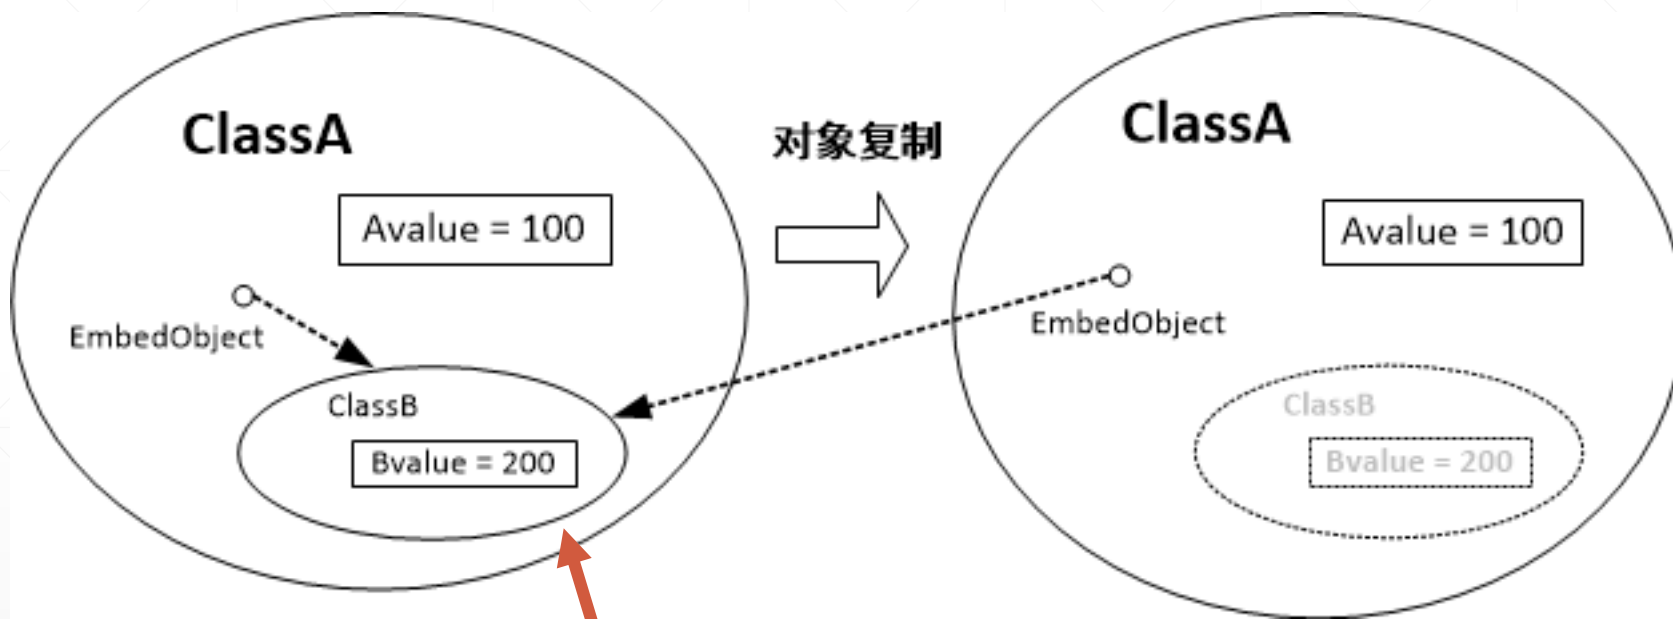 ClassA
Avalue = 100
EmbedObject
ClassB
Bvalue = 200
对象复制
ClassA
Avalue = 100
EmbedObject
ClassB
Bvalue = 200